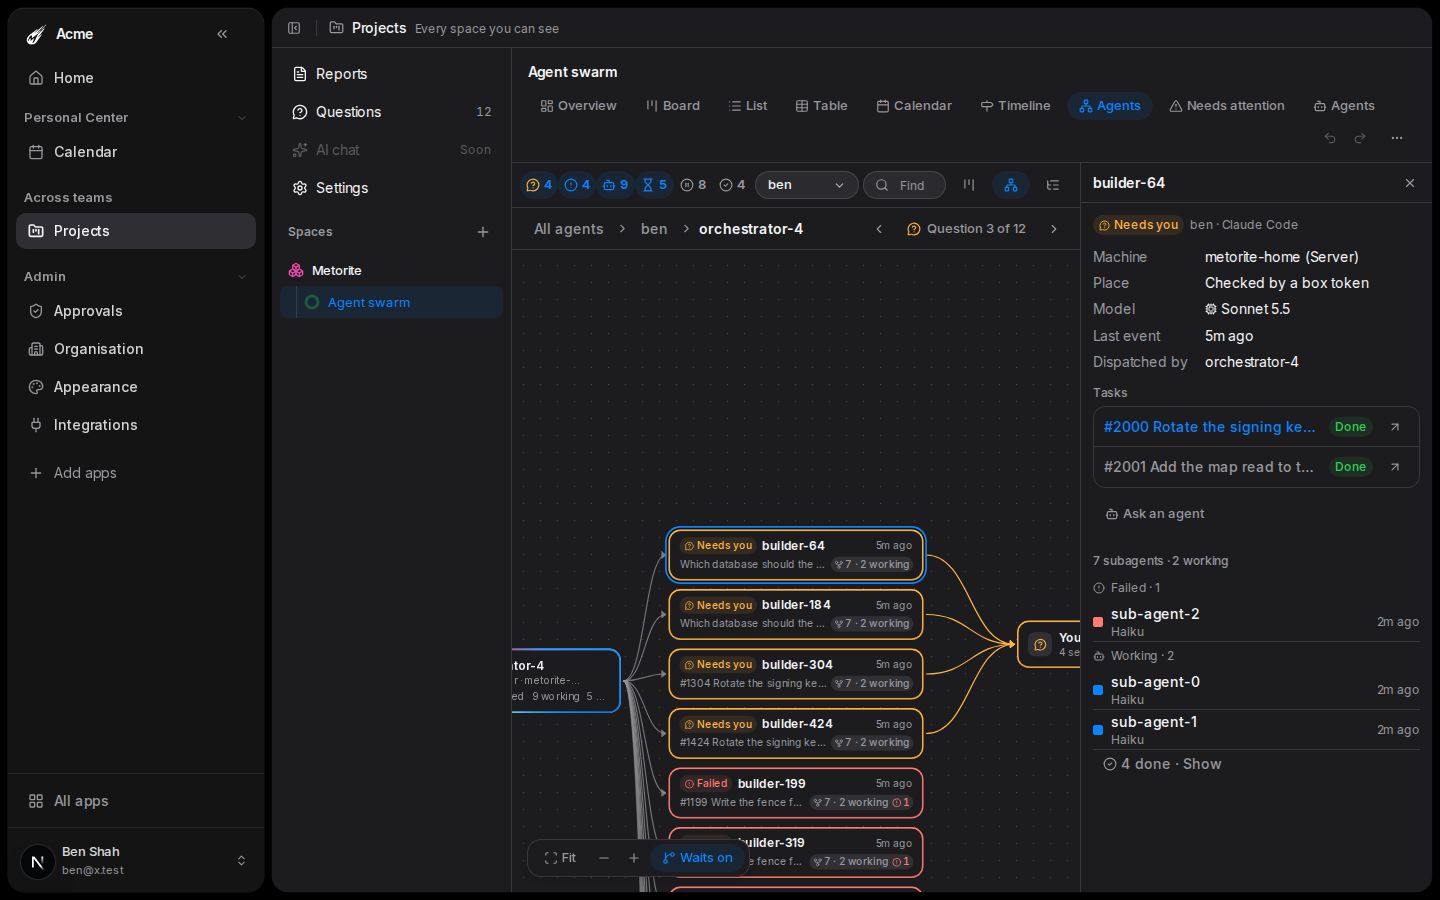 Acme
Home
Personal Center
Calendar
Across teams
Projects
Admin
Approvals
Organisation
Appearance
Integrations
Add apps
All apps
Ben Shah
ben@x.test
Projects Every space you can see
Reports
Questions 12
AI chat Soon
Settings
Spaces
Metorite
Agent swarm
Agent swarm
Overview Board List Table Calendar Timeline Agents Needs attention Agents
4 4 9 5 8 4 ben Find
All agents ben orchestrator-4 Question 3 of 12
Needs you builder-64 5m ago
Which database should the ... 7 · 2 working
Needs you builder-184 5m ago
Which database should the ... 7 · 2 working
Needs you builder-304 5m ago
#1304 Rotate the signing ke... 7 · 2 working
Needs you builder-424 5m ago
#1424 Rotate the signing ke... 7 · 2 working
Failed builder-199 5m ago
#1199 Write the fence f... 7 · 2 working 1
builder-319 5m ago
fence f... 7 · 2 working 1
tor-4
r · metorite-...
ed 9 working 5 ...
You
4 se
Fit Waits on
builder-64
Needs you ben · Claude Code
Machine metorite-home (Server)
Place Checked by a box token
Model Sonnet 5.5
Last event 5m ago
Dispatched by orchestrator-4
Tasks
#2000 Rotate the signing ke... Done
#2001 Add the map read to t... Done
Ask an agent
7 subagents · 2 working
Failed · 1
sub-agent-2
Haiku 2m ago
Working · 2
sub-agent-0
Haiku 2m ago
sub-agent-1
Haiku 2m ago
4 done · Show